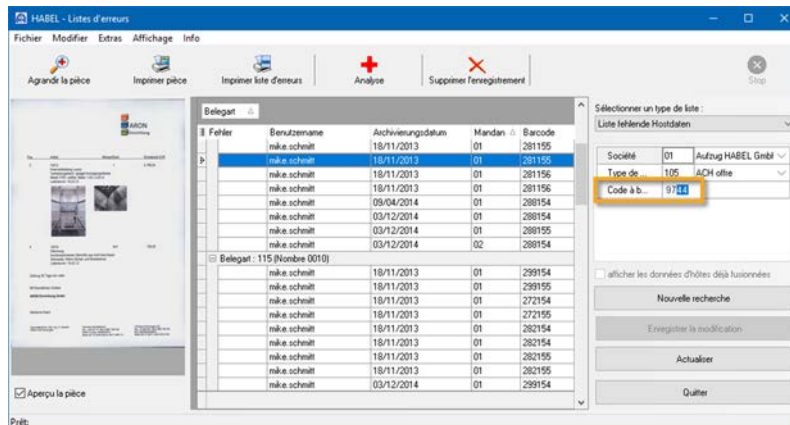 HABEL - Listes d'erreurs
Fichier Modifier Extras Affichage Info
Agrandir la pièce Imprimer pièce Imprimer liste d'erreurs Analyse Supprimer l'enregistrement Stop
ARON
Belegart
Fehler Benutzername Archivierungsdatum Mandan Barcode
mike.schmitt 18/11/2013 01 281155
mike.schmitt 18/11/2013 01 281155
mike.schmitt 18/11/2013 01 281156
mike.schmitt 18/11/2013 01 281156
mike.schmitt 09/04/2014 01 288154
mike.schmitt 03/12/2014 01 288154
mike.schmitt 03/12/2014 01 288155
mike.schmitt 03/12/2014 02 288154
Belegart : 115 (Nombre 0010)
mike.schmitt 18/11/2013 01 299154
mike.schmitt 18/11/2013 01 299155
mike.schmitt 18/11/2013 01 272154
mike.schmitt 18/11/2013 01 272155
mike.schmitt 18/11/2013 01 282154
mike.schmitt 18/11/2013 01 282154
mike.schmitt 18/11/2013 01 282155
mike.schmitt 18/11/2013 01 282155
mike.schmitt 03/12/2014 01 299154
Sélectionner un type de liste :
Liste fehlende Hostdaten
Société 01 Aufzug HABEL GmbH
Type de ... 105 ACH offre
Code à b... 9744
afficher les données d'hôtes déjà fusionnées
Nouvelle recherche
Enregistrer la modification
Actualiser
Quitter
Aperçu la pièce
Prêt: